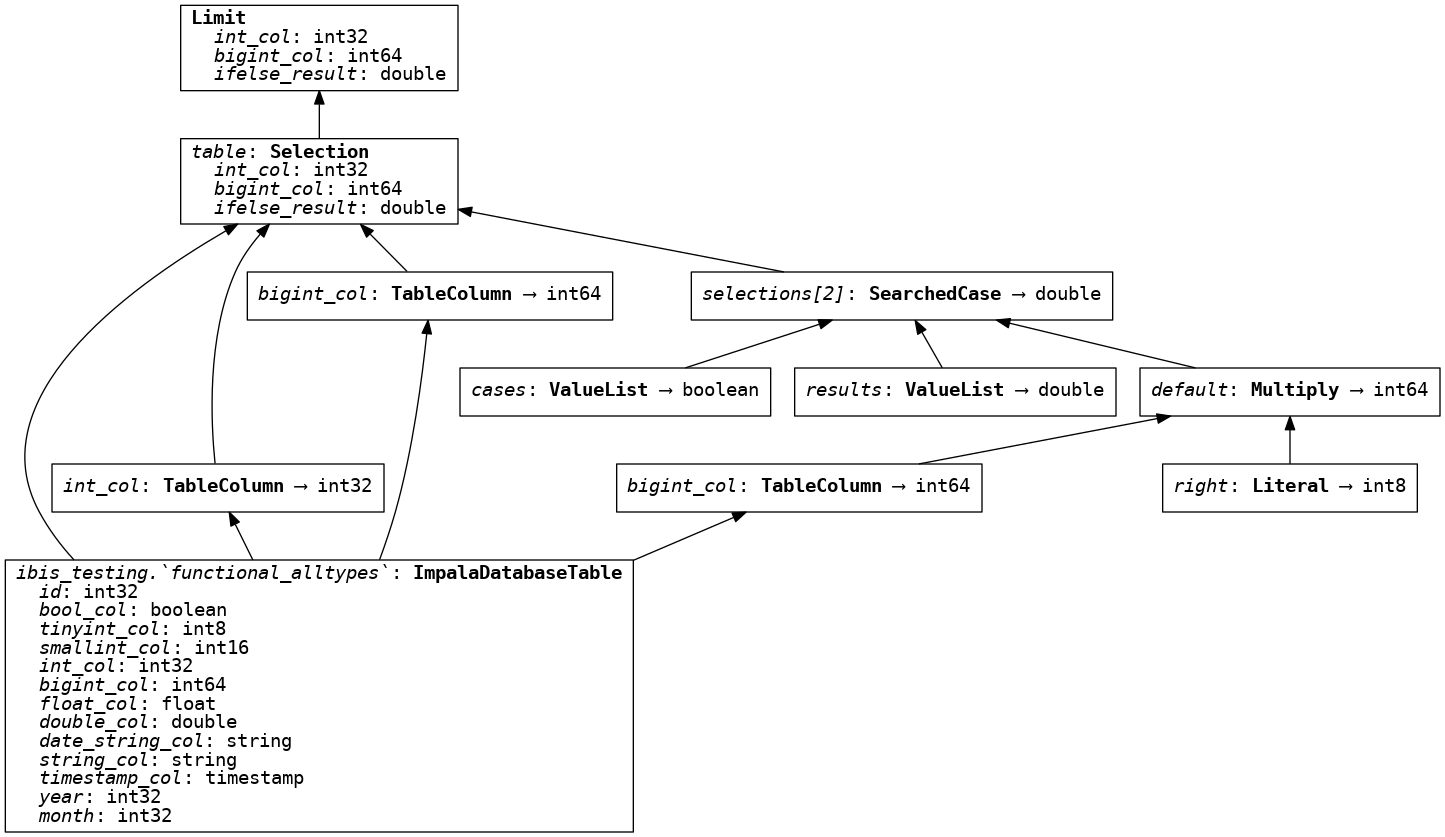 Limit
int_col: int32
bigint_col: int64
ifelse_result: double
table: Selection
int_col: int32
bigint_col: int64
ifelse_result: double
bigint_col: TableColumn → int64
selections[2]: SearchedCase → double
cases: ValueList → boolean
results: ValueList → double
default: Multiply → int64
int_col: TableColumn → int32
bigint_col: TableColumn → int64
right: Literal → int8
ibis_testing.`functional_alltypes`: ImpalaDatabaseTable
id: int32
bool_col: boolean
tinyint_col: int8
smallint_col: int16
int_col: int32
bigint_col: int64
float_col: float
double_col: double
date_string_col: string
string_col: string
timestamp_col: timestamp
year: int32
month: int32